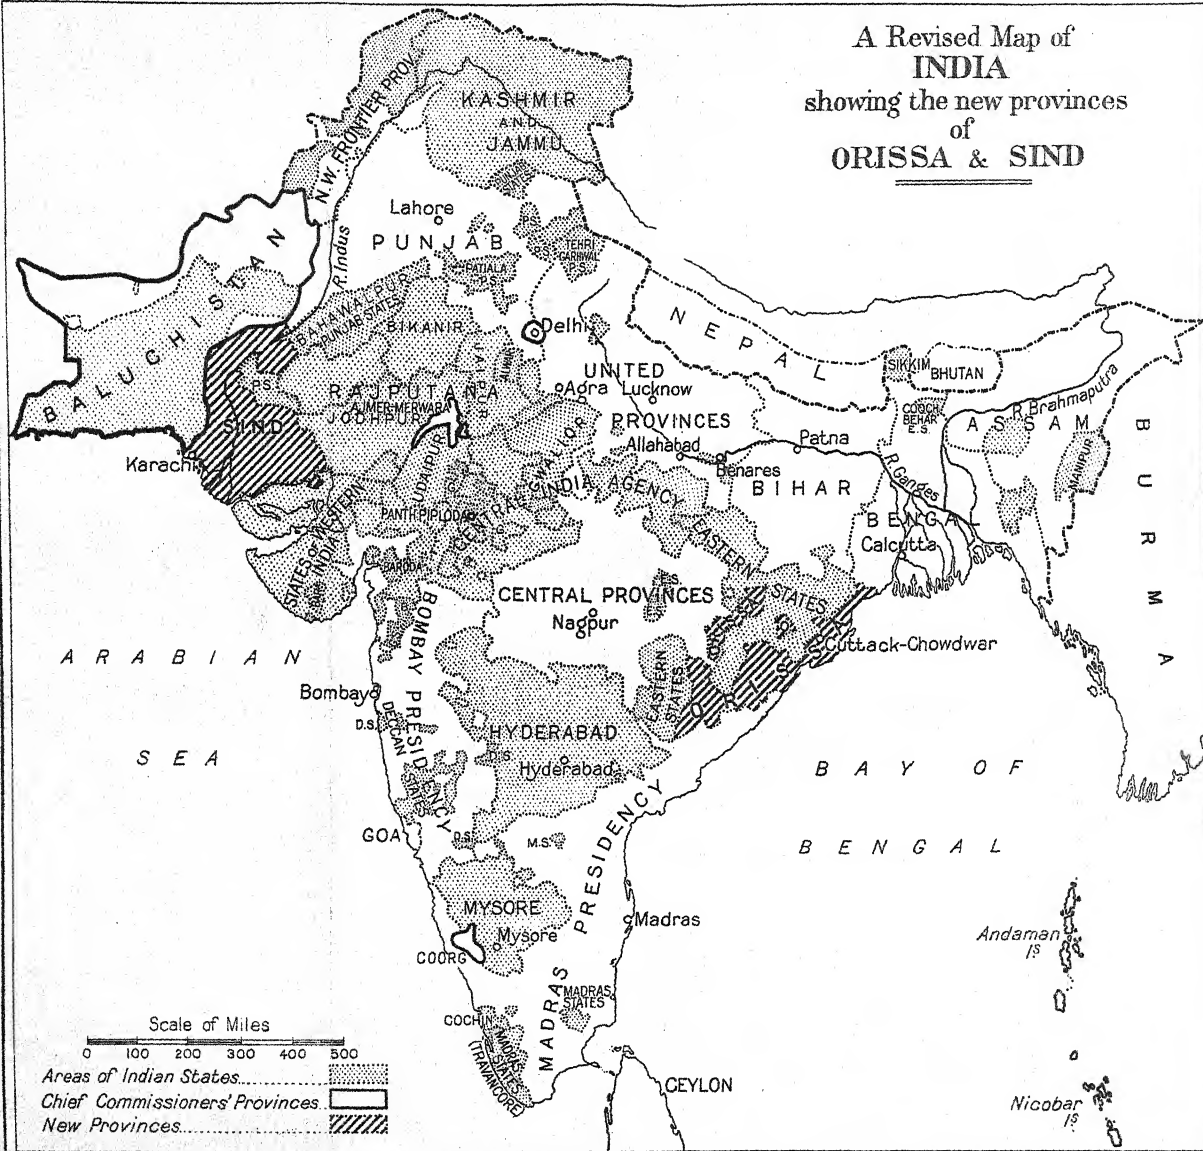 A Revised Map of
INDIA
showing the new provinces
of
ORISSA & SIND
N.W. FRONTIER PROV.
KASHMIR
AND
JAMMU
PUNJAB
STATES
Lahore
PUNJAB
R. Indus
P.S.
P.S.
TEHRI
GARHWAL
P.S.
PATIALA
P.S.
BALUCHISTAN
BAHAWALPUR
(PUNJAB STATES)
BIKANIR
JAIPUR
Delhi
NEPAL
SIKKIM
BHUTAN
P.S.
RAJPUTANA
AJMER-MERWARA
JODHPUR
SIND
Karachi
UNITED
PROVINCES
Agra
Lucknow
Allahabad
Benares
Patna
COOCH
BEHAR
E.S.
R. Brahmaputra
ASSAM
MANIPUR
BURMA
UDAIPUR
GWALIOR
PANTH PIPLODA
CENTRAL INDIA AGENCY
BIHAR
R. Ganges
BENGAL
Calcutta
WESTERN
INDIA
STATES
BARODA
EASTERN
STATES
CENTRAL PROVINCES
Nagpur
E.S.
Cuttack-Chowdwar
ORISSA
EASTERN
STATES
ARABIAN
SEA
BOMBAY PRESIDENCY
Bombay
D.S.
DECCAN
STATES
HYDERABAD
D.S.
Hyderabad
BAY OF
BENGAL
GOA
D.S.
M.S.
MADRAS PRESIDENCY
MYSORE
Mysore
COORG
Madras
Andaman
Is
MADRAS
STATES
COCHIN
MADRAS
STATES
(TRAVANCORE)
CEYLON
Nicobar
Is
Scale of Miles
0 100 200 300 400 500
Areas of Indian States
Chief Commissioners' Provinces
New Provinces